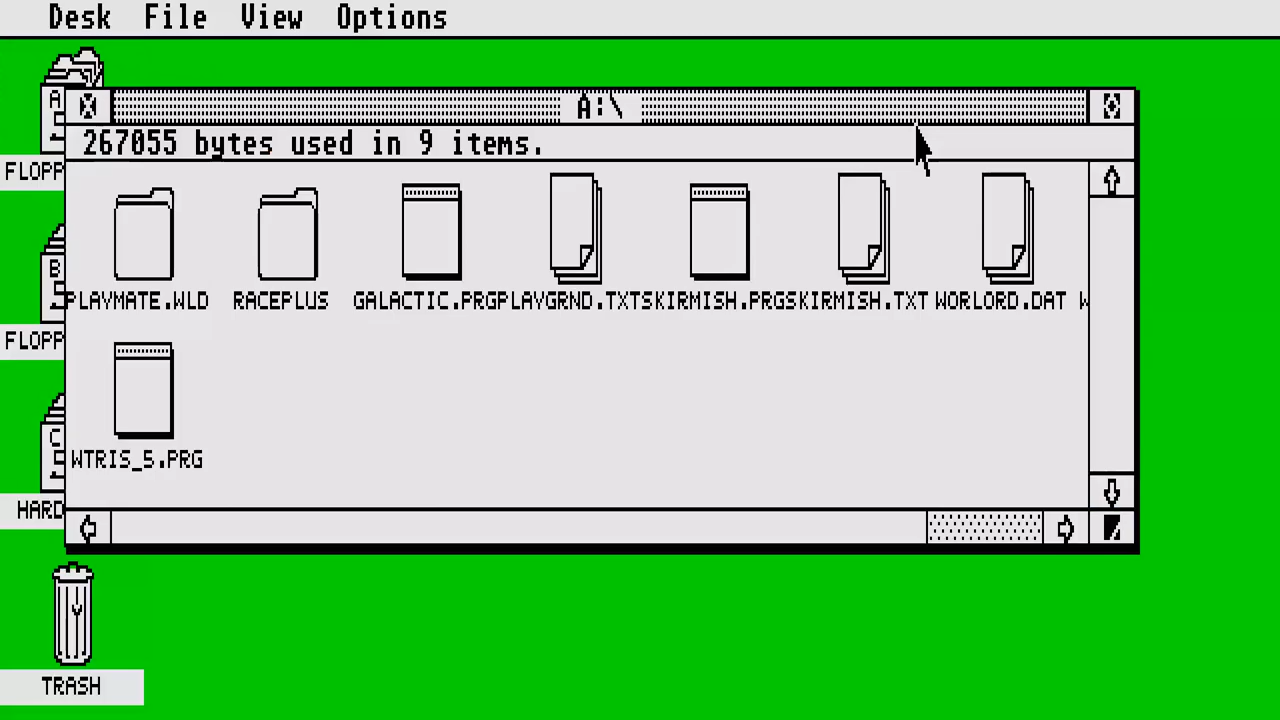 Desk File View Options
A:\
267055 bytes used in 9 items.
A
FLOPP
PLAYMATE.WLD RACEPLUS GALACTIC.PRG PLAYGRND.TXT SKIRMISH.PRG SKIRMISH.TXT WORLORD.DAT W
B
FLOPP
WTRIS_5.PRG
C
HARD
TRASH